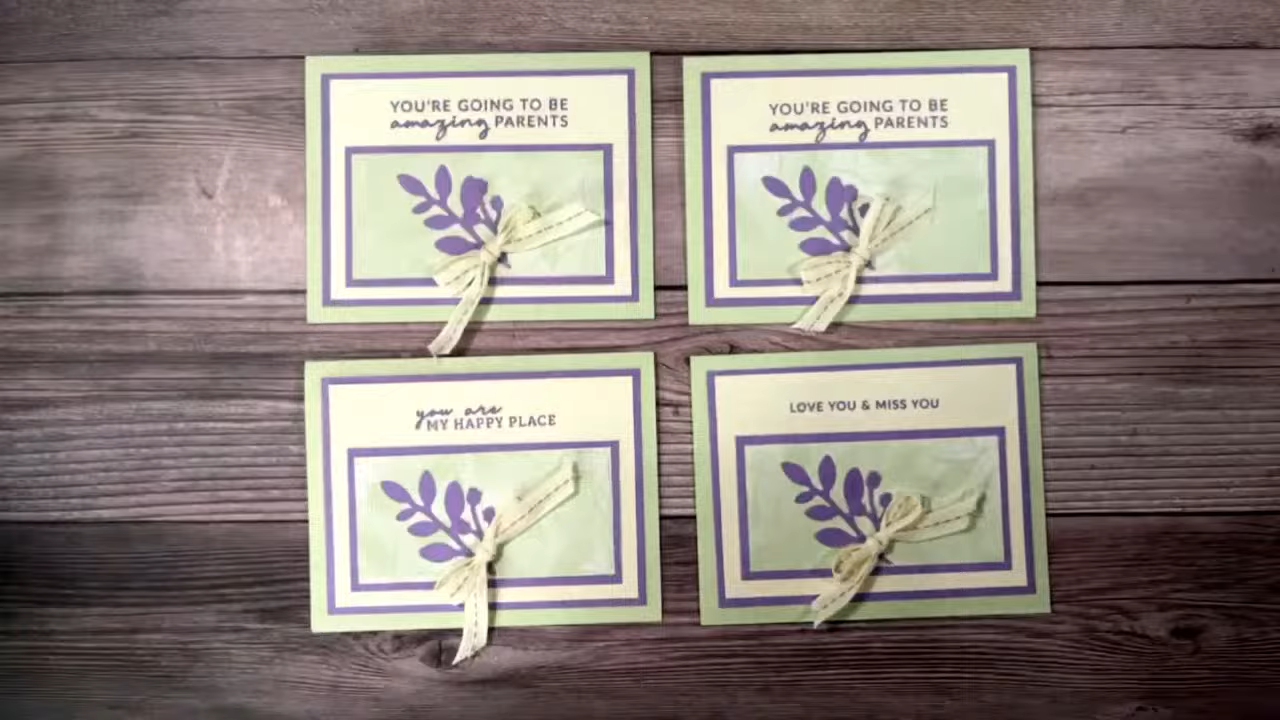 YOU'RE GOING TO BE
amazing PARENTS
YOU'RE GOING TO BE
amazing PARENTS
you are
MY HAPPY PLACE
LOVE YOU & MISS YOU